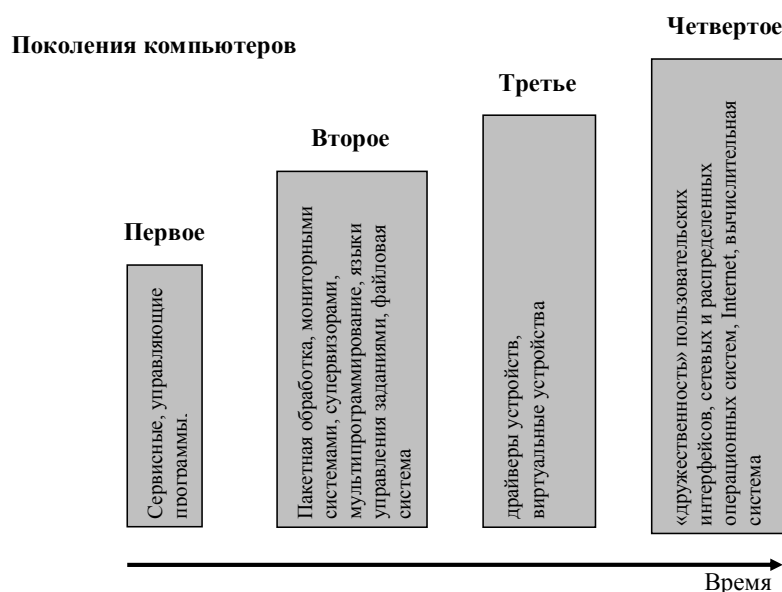 Поколения компьютеров
Первое
Сервисные, управляющие
программы.
Второе
Пакетная обработка, мониторными
системами, супервизорами,
мультипрограммирование, языки
управления заданиями, файловая
система
Третье
драйверы устройств,
виртуальные устройства
Четвертое
«дружественность» пользовательских
интерфейсов, сетевых и распределенных
операционных систем, Internet, вычислительная
система
Время